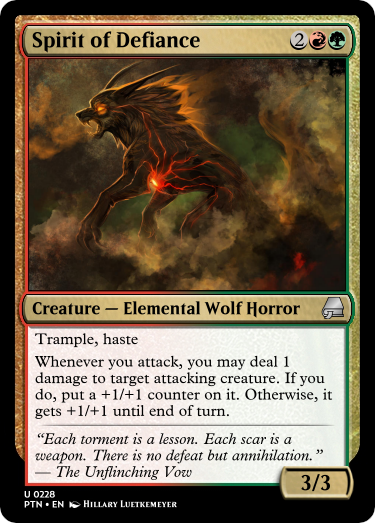 Spirit of Defiance 2
Creature — Elemental Wolf Horror
Trample, haste
Whenever you attack, you may deal 1
damage to target attacking creature. If you
do, put a +1/+1 counter on it. Otherwise, it
gets +1/+1 until end of turn.
“Each torment is a lesson. Each scar is a
weapon. There is no defeat but annihilation.”
— The Unflinching Vow
3/3
U 0228
PTN • EN Hillary Luetkemeyer